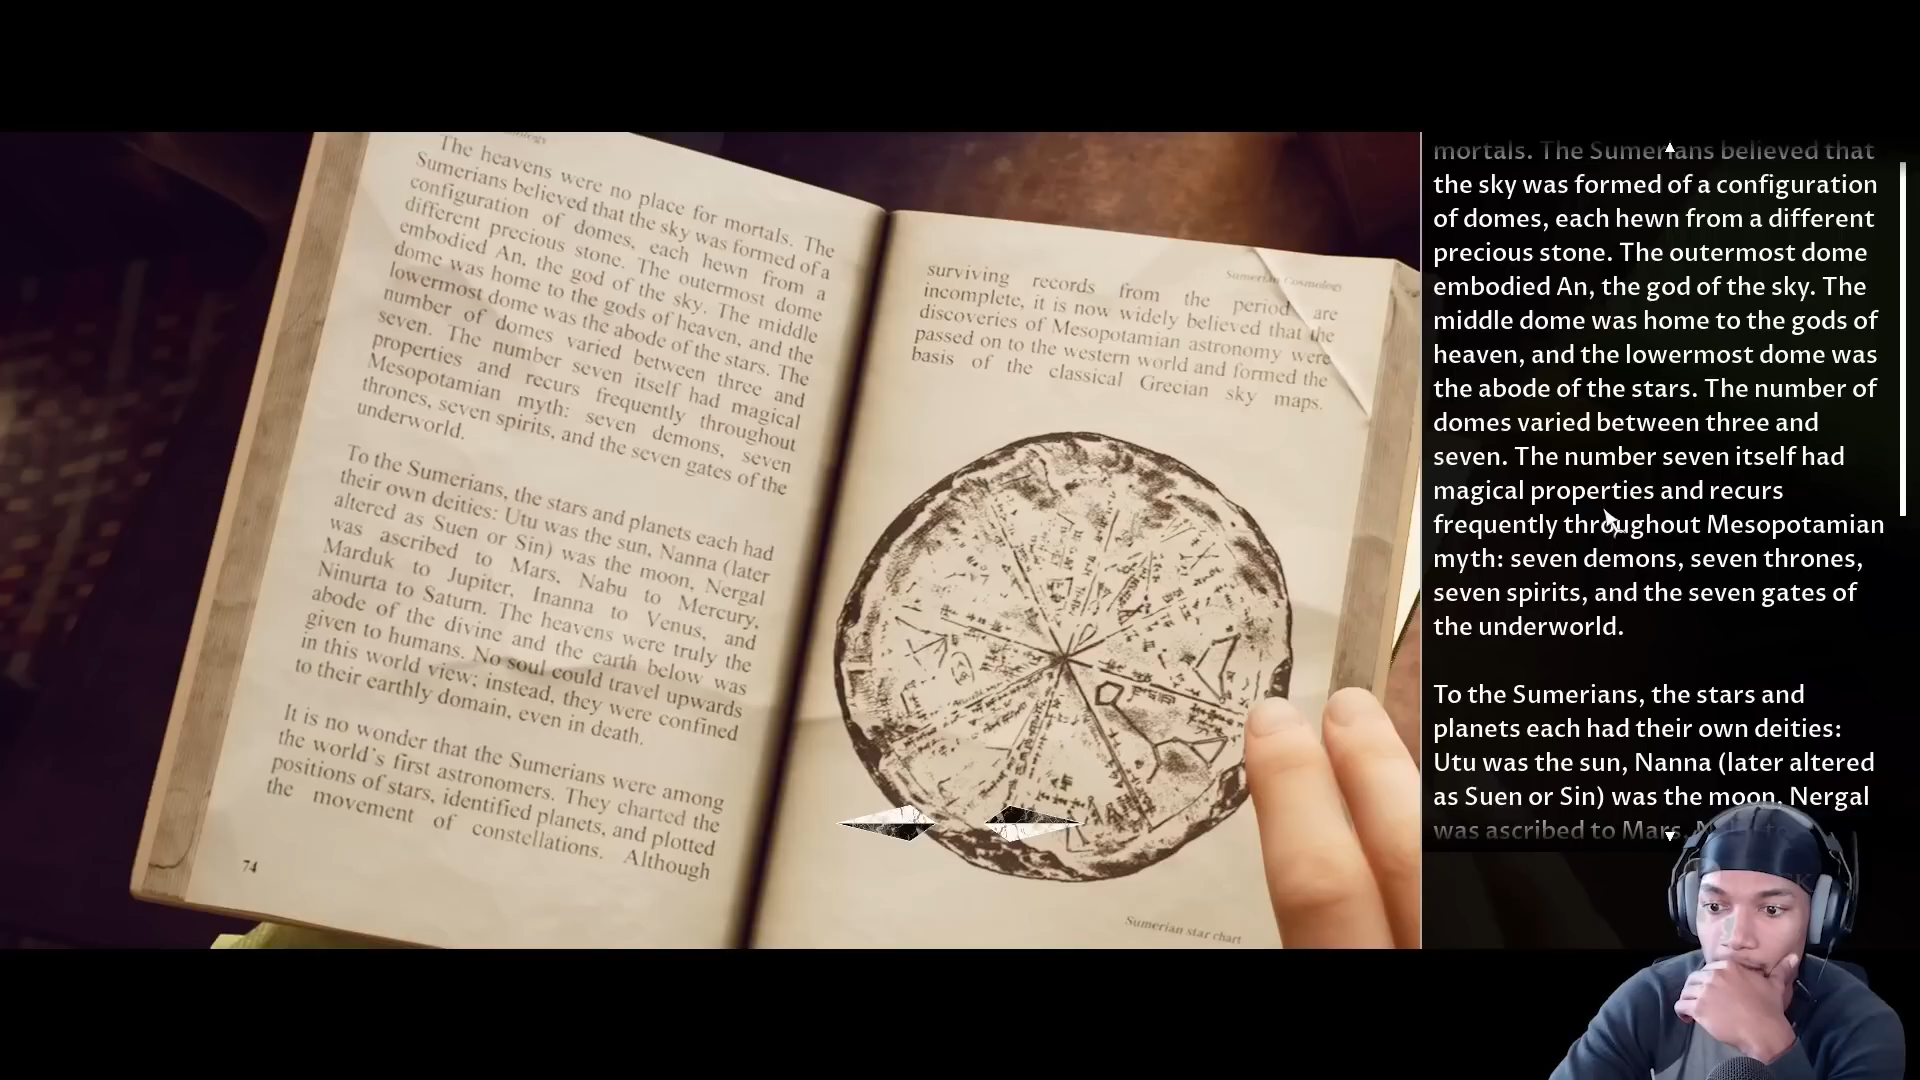 The heavens were no place for mortals. The
Sumerians believed that the sky was formed of a
configuration of domes, each hewn from a
different precious stone. The outermost dome
embodied An, the god of the sky. The middle
dome was home to the gods of heaven, and the
lowermost dome was the abode of the stars. The
number of domes varied between three and
seven. The number seven itself had magical
properties and recurs frequently throughout
Mesopotamian myth: seven demons, seven
thrones, seven spirits, and the seven gates of the
underworld.
To the Sumerians, the stars and planets each had
their own deities: Utu was the sun, Nanna (later
altered as Suen or Sin) was the moon, Nergal
was ascribed to Mars, Nabu to Mercury,
Marduk to Jupiter, Inanna to Venus, and
Ninurta to Saturn. The heavens were truly the
abode of the divine and the earth below was
given to humans. No soul could travel upwards
in this world view; instead, they were confined
to their earthly domain, even in death.
It is no wonder that the Sumerians were among
the world's first astronomers. They charted the
positions of stars, identified planets, and plotted
the movement of constellations. Although
74
Sumerian Cosmology
surviving records from the period are
incomplete, it is now widely believed that the
discoveries of Mesopotamian astronomy were
passed on to the western world and formed the
basis of the classical Grecian sky maps.
Sumerian star chart
mortals. The Sumerians believed that
the sky was formed of a configuration
of domes, each hewn from a different
precious stone. The outermost dome
embodied An, the god of the sky. The
middle dome was home to the gods of
heaven, and the lowermost dome was
the abode of the stars. The number of
domes varied between three and
seven. The number seven itself had
magical properties and recurs
frequently throughout Mesopotamian
myth: seven demons, seven thrones,
seven spirits, and the seven gates of
the underworld.
To the Sumerians, the stars and
planets each had their own deities:
Utu was the sun, Nanna (later altered
as Suen or Sin) was the moon, Nergal
was ascribed to Mars,